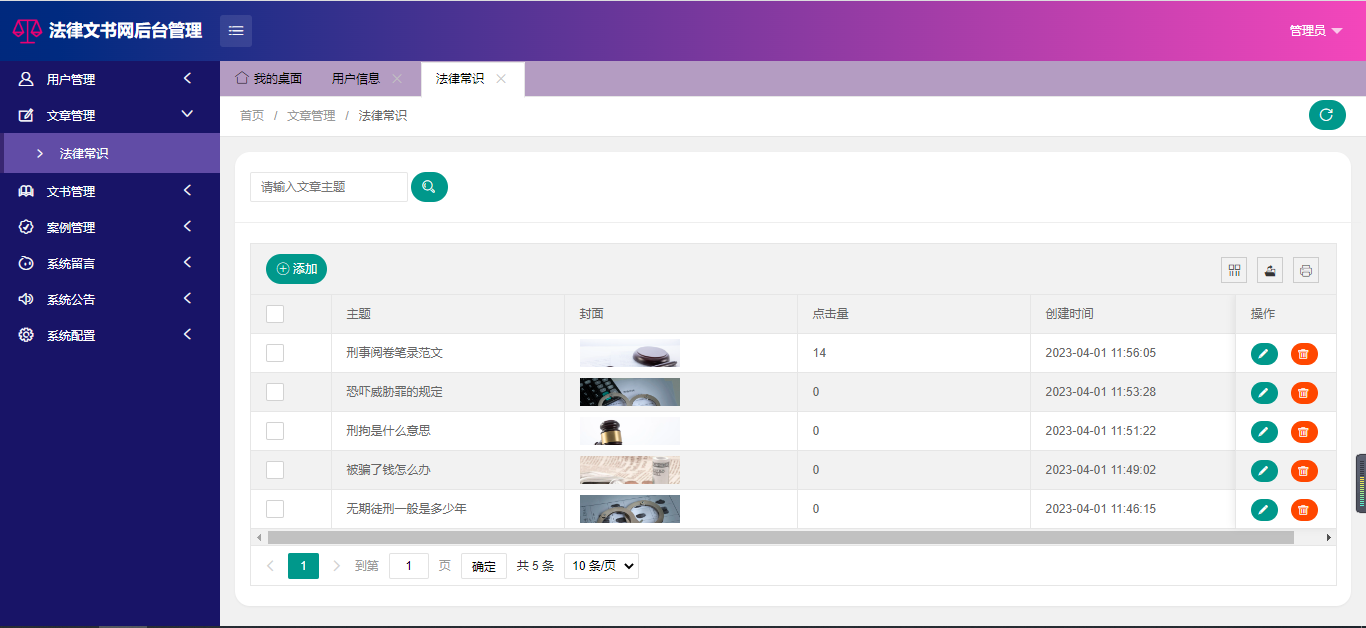 法律文书网后台管理
管理员
用户管理
文章管理
法律常识
文书管理
案例管理
系统留言
系统公告
系统配置
我的桌面 用户信息 法律常识
首页 / 文章管理 / 法律常识
请输入文章主题
添加
主题 封面 点击量 创建时间 操作
刑事阅卷笔录范文 14 2023-04-01 11:56:05
恐吓威胁罪的规定 0 2023-04-01 11:53:28
刑拘是什么意思 0 2023-04-01 11:51:22
被骗了钱怎么办 0 2023-04-01 11:49:02
无期徒刑一般是多少年 0 2023-04-01 11:46:15
1 到第 1 页 确定 共 5 条 10 条/页